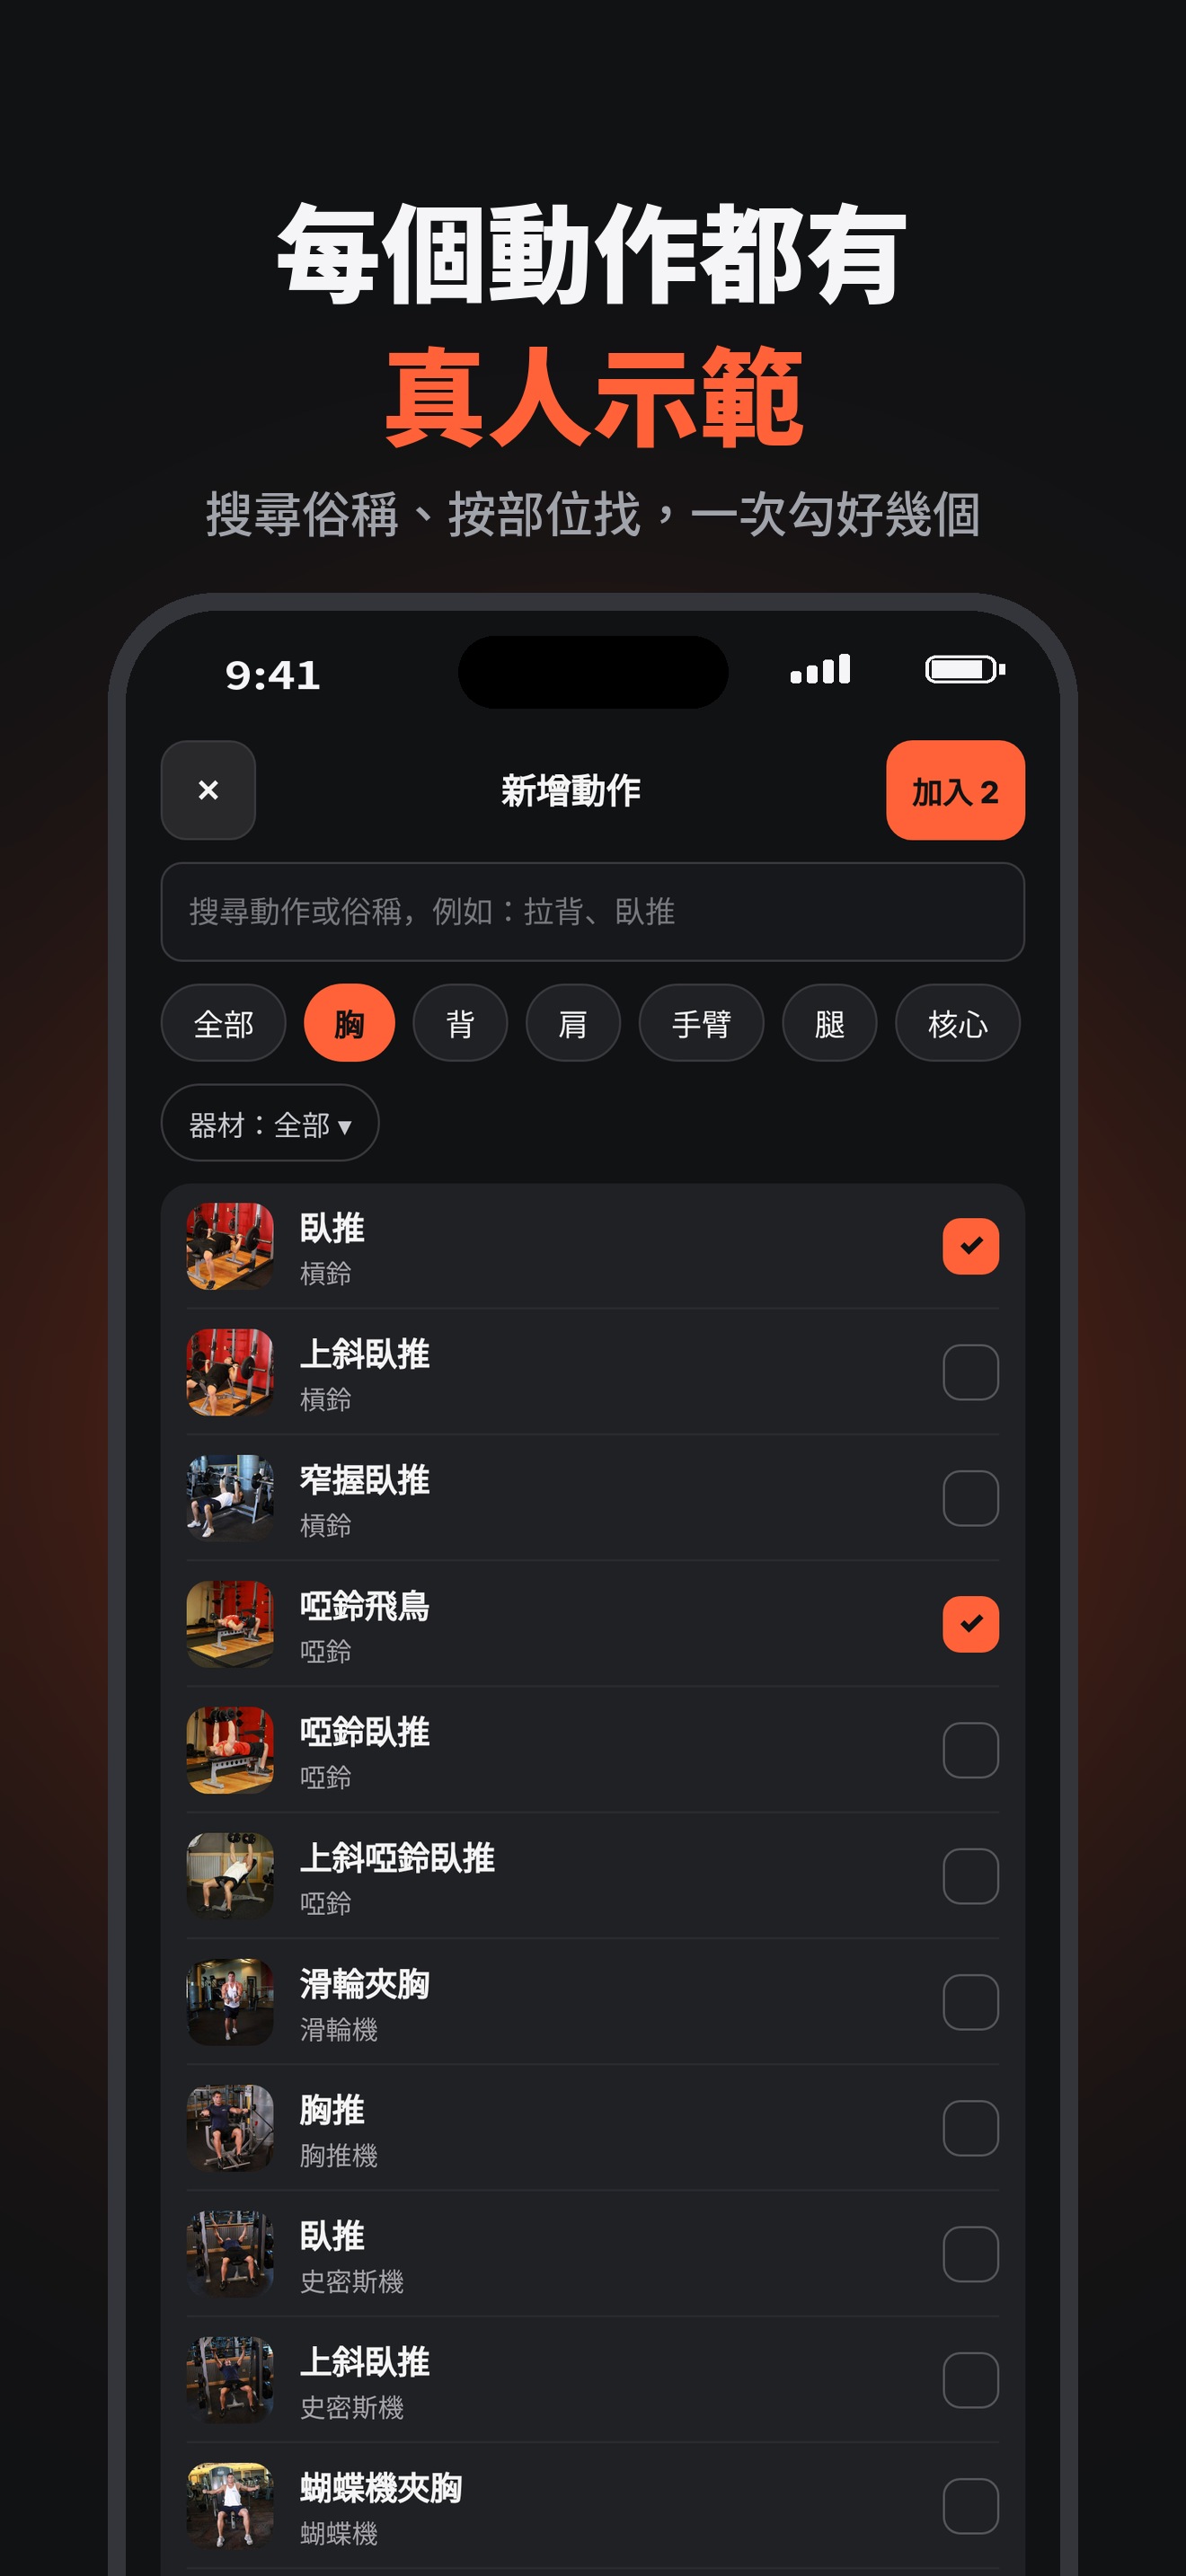 每個動作都有
真人示範
搜尋俗稱、按部位找，一次勾好幾個
9:41
× 新增動作 加入 2
搜尋動作或俗稱，例如：拉背、臥推
全部 胸 背 肩 手臂 腿 核心
器材：全部 ▾
臥推
槓鈴
上斜臥推
槓鈴
窄握臥推
槓鈴
啞鈴飛鳥
啞鈴
啞鈴臥推
啞鈴
上斜啞鈴臥推
啞鈴
滑輪夾胸
滑輪機
胸推
胸推機
臥推
史密斯機
上斜臥推
史密斯機
蝴蝶機夾胸
蝴蝶機